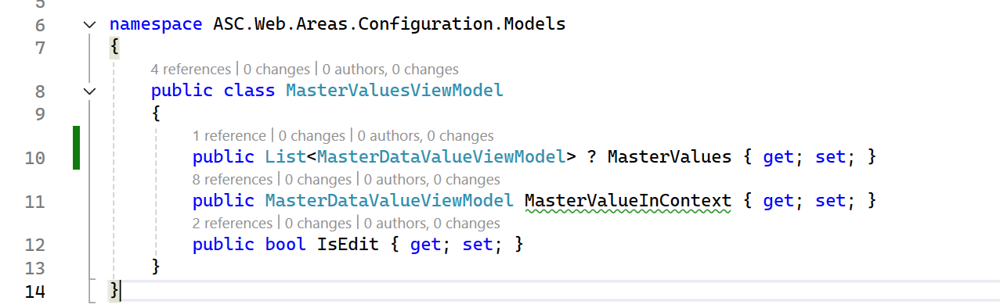 5
6 namespace ASC.Web.Areas.Configuration.Models
7 {
4 references | 0 changes | 0 authors, 0 changes
8 public class MasterValuesViewModel
9 {
1 reference | 0 changes | 0 authors, 0 changes
10 public List<MasterDataValueViewModel> ? MasterValues { get; set; }
8 references | 0 changes | 0 authors, 0 changes
11 public MasterDataValueViewModel MasterValueInContext { get; set; }
2 references | 0 changes | 0 authors, 0 changes
12 public bool IsEdit { get; set; }
13 }
14 }